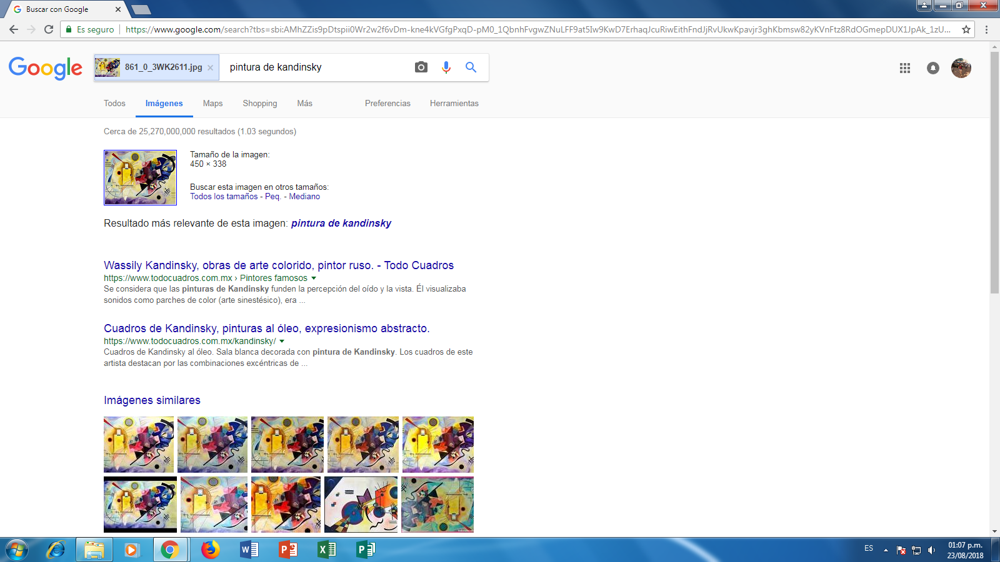 Buscar con Google
Es seguro
https://www.google.com/search?tbs=sbi:AMhZZis9pDtspii0Wr2w2f6vDm-kne4kVGfgPxqD-pM0_1QbnhFvgwZNuLFF9at5Iw9KwD7ErhaqJcuRiwEithFndJjRvUkwKpavjr3ghKbmsw82yKVnFtz8RdOGmepDUX1JpAk_1zU...
Google
861_0_3WK2611.jpg
pintura de kandinsky
Todos Imágenes Maps Shopping Más Preferencias Herramientas
Cerca de 25,270,000,000 resultados (1.03 segundos)
Tamaño de la imagen:
450 × 338
Buscar esta imagen en otros tamaños:
Todos los tamaños - Peq. - Mediano
Resultado más relevante de esta imagen: pintura de kandinsky
Wassily Kandinsky, obras de arte colorido, pintor ruso. - Todo Cuadros
https://www.todocuadros.com.mx › Pintores famosos
Se considera que las pinturas de Kandinsky funden la percepción del oído y la vista. Él visualizaba
sonidos como parches de color (arte sinestésico), era ...
Cuadros de Kandinsky, pinturas al óleo, expresionismo abstracto.
https://www.todocuadros.com.mx/kandinsky/
Cuadros de Kandinsky al óleo. Sala blanca decorada con pintura de Kandinsky. Los cuadros de este
artista destacan por las combinaciones excéntricas de ...
Imágenes similares
ES
01:07 p.m.
23/08/2018